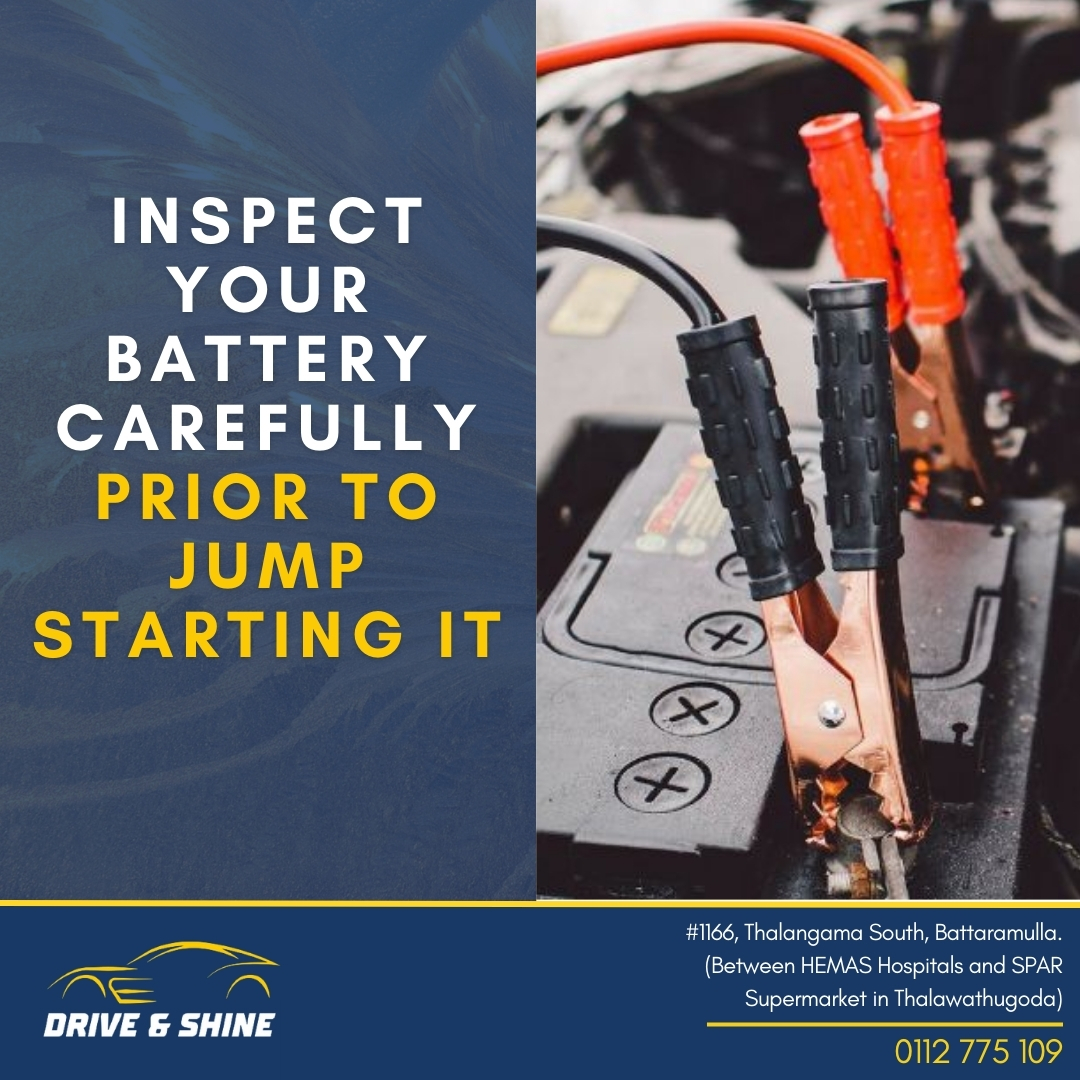 INSPECT
YOUR
BATTERY
CAREFULLY
PRIOR TO
JUMP
STARTING IT
DRIVE & SHINE
#1166, Thalangama South, Battaramulla.
(Between HEMAS Hospitals and SPAR
Supermarket in Thalawathugoda)
0112 775 109